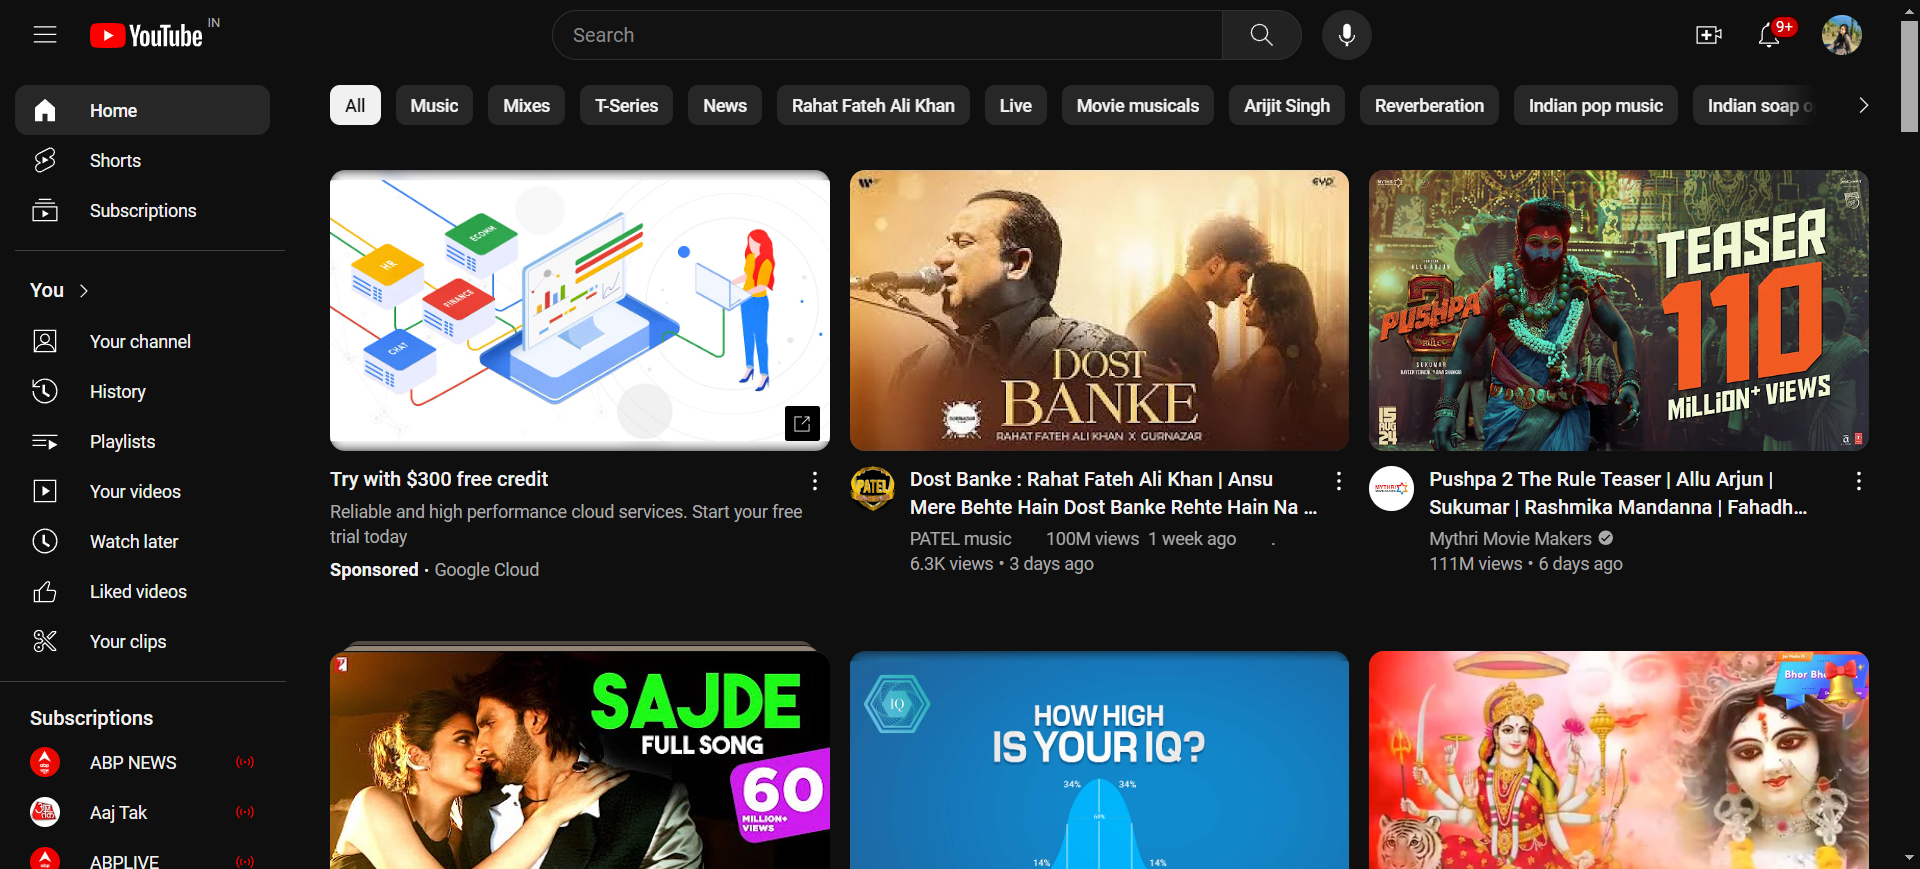 YouTube IN
Search
9+
Home
Shorts
Subscriptions
You
Your channel
History
Playlists
Your videos
Watch later
Liked videos
Your clips
Subscriptions
ABP NEWS
Aaj Tak
ABPLIVE
All
Music
Mixes
T-Series
News
Rahat Fateh Ali Khan
Live
Movie musicals
Arijit Singh
Reverberation
Indian pop music
Indian soap o
ECOMM
HR
FINANCE
CHAT
Try with $300 free credit
Reliable and high performance cloud services. Start your free
trial today
Sponsored · Google Cloud
DOST
BANKE
RAHAT FATEH ALI KHAN X GURNAZAR
PATEL
Dost Banke : Rahat Fateh Ali Khan | Ansu
Mere Behte Hain Dost Banke Rehte Hain Na ...
PATEL music 100M views 1 week ago .
6.3K views • 3 days ago
ALLU ARJUN
PUSHPA
2
SUKUMAR
15
AUG
24
TEASER
110
MiLLiON+ ViEWS
MYTHRI
Pushpa 2 The Rule Teaser | Allu Arjun |
Sukumar | Rashmika Mandanna | Fahadh...
Mythri Movie Makers
111M views • 6 days ago
SAJDE
FULL SONG
60
MILLION+
VIEWS
IQ
HOW HIGH
IS YOUR IQ?
34% 34%
14% 14%
Bhor Bh